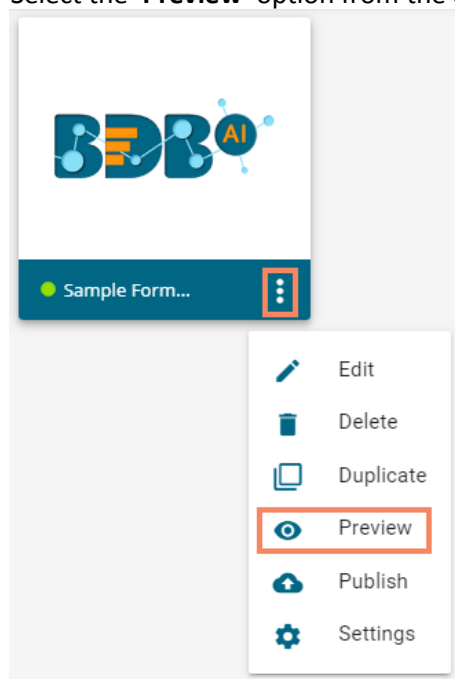 Select the 'Preview' option from the
BDB AI
Sample Form...
Edit
Delete
Duplicate
Preview
Publish
Settings